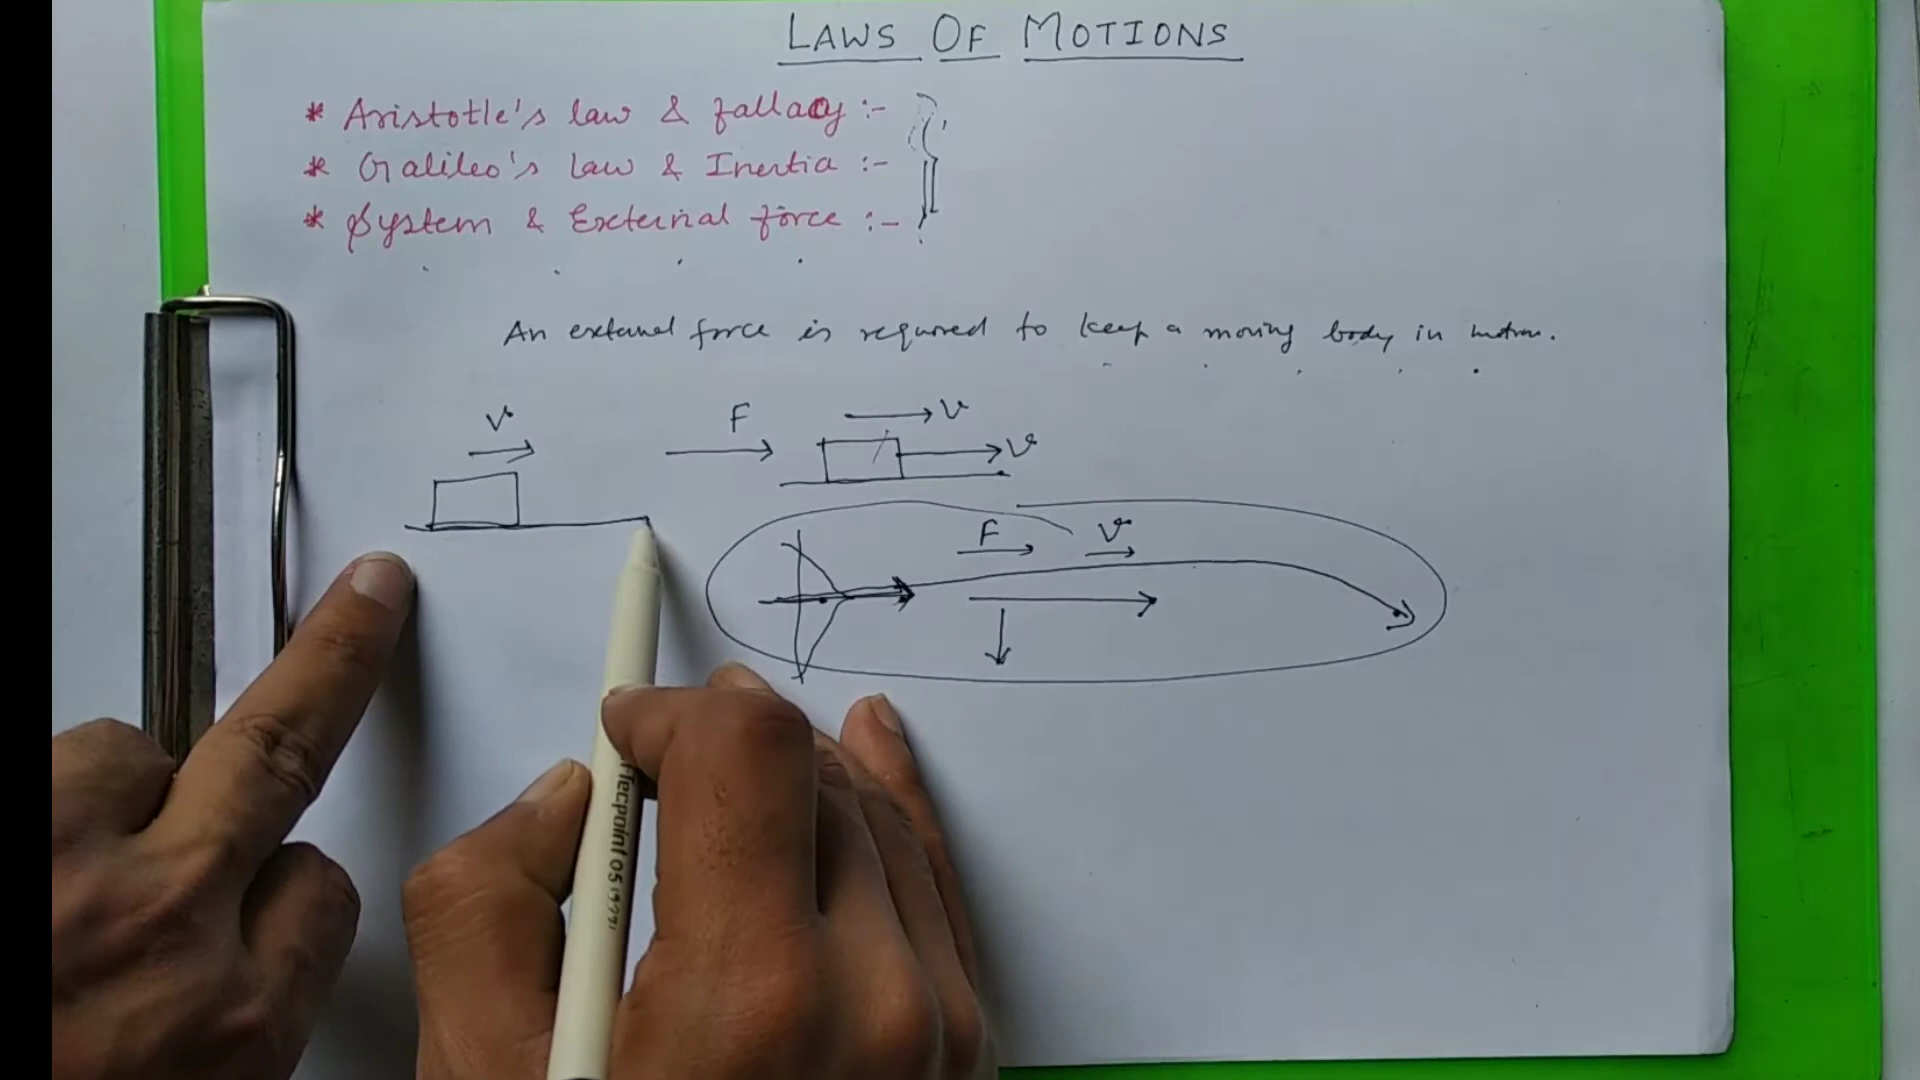 LAWS OF MOTIONS
* Aristotle's law & fallacy :-
* Galileo's Law & Inertia :-
* System & External force :-
An external force is required to keep a moving body in motion.
V F V
V
F V
Tecpoint 05